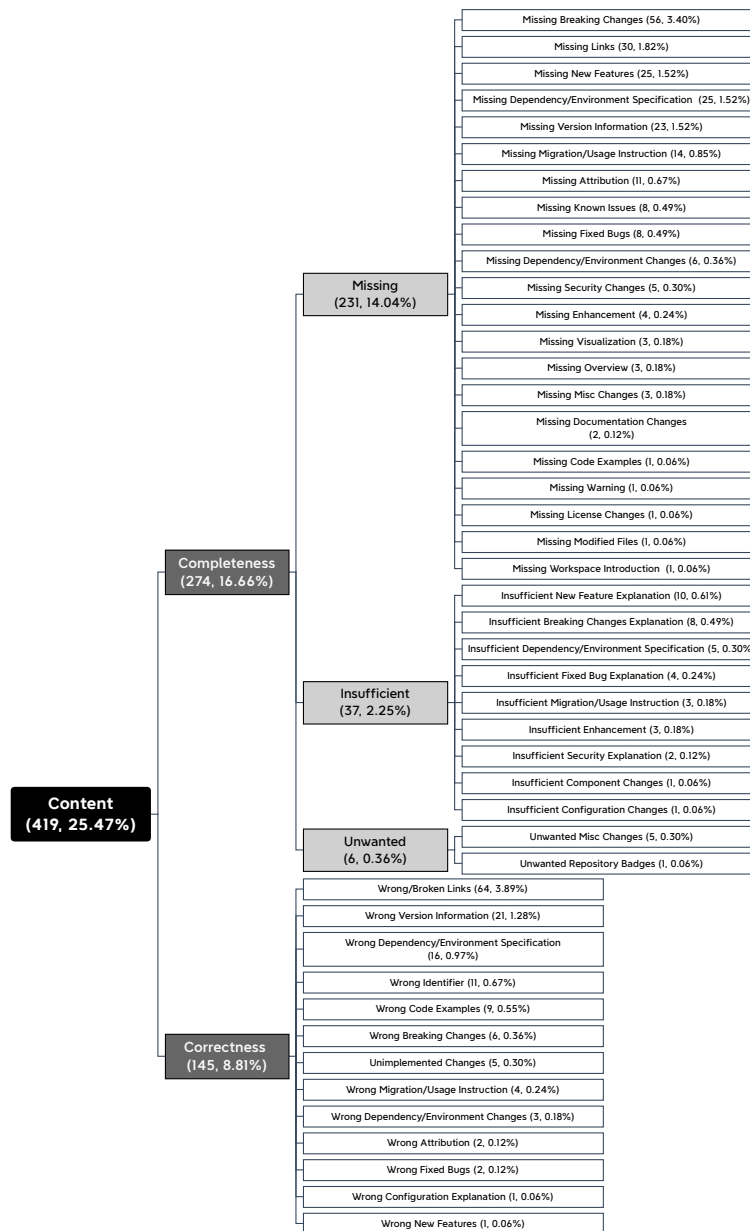 Missing Breaking Changes (56, 3.40%)
Missing Links (30, 1.82%)
Missing New Features (25, 1.52%)
Missing Dependency/Environment Specification (25, 1.52%)
Missing Version Information (23, 1.52%)
Missing Migration/Usage Instruction (14, 0.85%)
Missing Attribution (11, 0.67%)
Missing Known Issues (8, 0.49%)
Missing Fixed Bugs (8, 0.49%)
Missing Dependency/Environment Changes (6, 0.36%)
Missing Security Changes (5, 0.30%)
Missing Enhancement (4, 0.24%)
Missing Visualization (3, 0.18%)
Missing Overview (3, 0.18%)
Missing Misc Changes (3, 0.18%)
Missing Documentation Changes
(2, 0.12%)
Missing Code Examples (1, 0.06%)
Missing Warning (1, 0.06%)
Missing License Changes (1, 0.06%)
Missing Modified Files (1, 0.06%)
Missing Workspace Introduction (1, 0.06%)
Missing
(231, 14.04%)
Completeness
(274, 16.66%)
Insufficient New Feature Explanation (10, 0.61%)
Insufficient Breaking Changes Explanation (8, 0.49%)
Insufficient Dependency/Environment Specification (5, 0.30%
Insufficient Fixed Bug Explanation (4, 0.24%)
Insufficient Migration/Usage Instruction (3, 0.18%)
Insufficient Enhancement (3, 0.18%)
Insufficient Security Explanation (2, 0.12%)
Insufficient Component Changes (1, 0.06%)
Insufficient Configuration Changes (1, 0.06%)
Insufficient
(37, 2.25%)
Content
(419, 25.47%)
Unwanted
(6, 0.36%)
Unwanted Misc Changes (5, 0.30%)
Unwanted Repository Badges (1, 0.06%)
Wrong/Broken Links (64, 3.89%)
Wrong Version Information (21, 1.28%)
Wrong Dependency/Environment Specification
(16, 0.97%)
Wrong Identifier (11, 0.67%)
Wrong Code Examples (9, 0.55%)
Wrong Breaking Changes (6, 0.36%)
Unimplemented Changes (5, 0.30%)
Wrong Migration/Usage Instruction (4, 0.24%)
Wrong Dependency/Environment Changes (3, 0.18%)
Wrong Attribution (2, 0.12%)
Wrong Fixed Bugs (2, 0.12%)
Wrong Configuration Explanation (1, 0.06%)
Wrong New Features (1, 0.06%)
Correctness
(145, 8.81%)